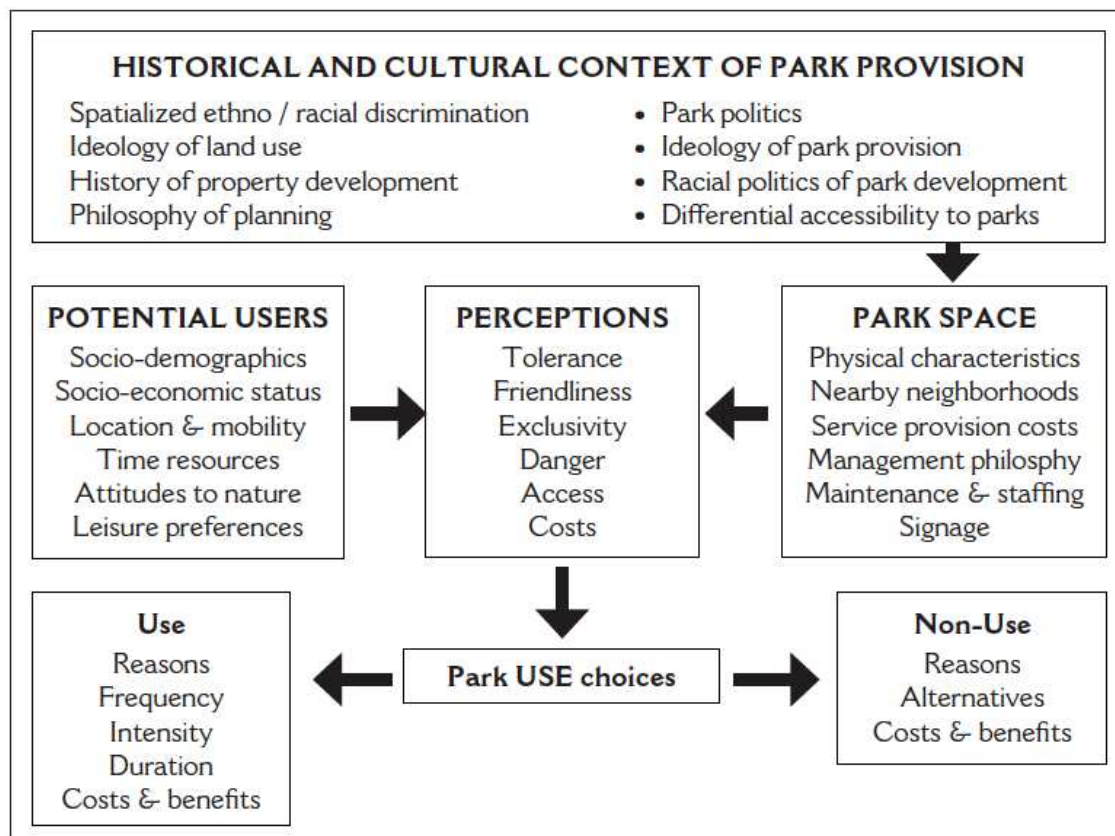 HISTORICAL AND CULTURAL CONTEXT OF PARK PROVISION
Spatialized ethno / racial discrimination
Ideology of land use
History of property development
Philosophy of planning
• Park politics
• Ideology of park provision
• Racial politics of park development
• Differential accessibility to parks
POTENTIAL USERS
Socio-demographics
Socio-economic status
Location & mobility
Time resources
Attitudes to nature
Leisure preferences
PERCEPTIONS
Tolerance
Friendliness
Exclusivity
Danger
Access
Costs
PARK SPACE
Physical characteristics
Nearby neighborhoods
Service provision costs
Management philosphy
Maintenance & staffing
Signage
Use
Reasons
Frequency
Intensity
Duration
Costs & benefits
Park USE choices
Non-Use
Reasons
Alternatives
Costs & benefits